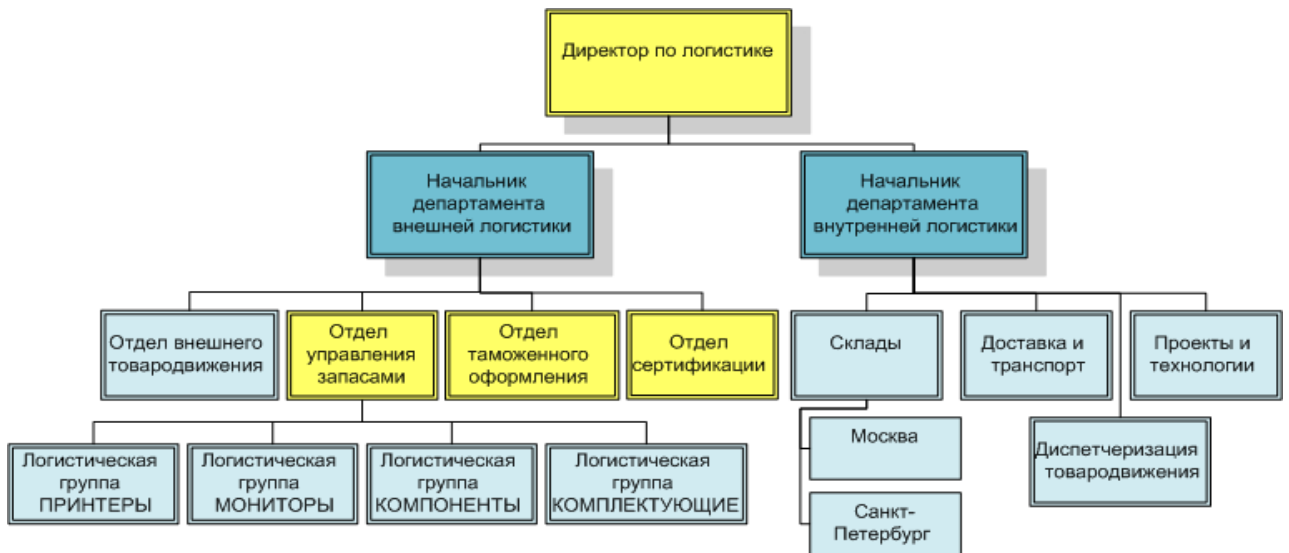 Директор по логистике
Начальник
департамента
внешней логистики
Начальник
департамента
внутренней логистики
Отдел внешнего
товародвижения
Отдел
управления
запасами
Отдел
таможенного
оформления
Отдел
сертификации
Склады
Доставка и
транспорт
Проекты и
технологии
Логистическая
группа
ПРИНТЕРЫ
Логистическая
группа
МОНИТОРЫ
Логистическая
группа
КОМПОНЕНТЫ
Логистическая
группа
КОМПЛЕКТУЮЩИЕ
Москва
Санкт-
Петербург
Диспетчеризация
товародвижения